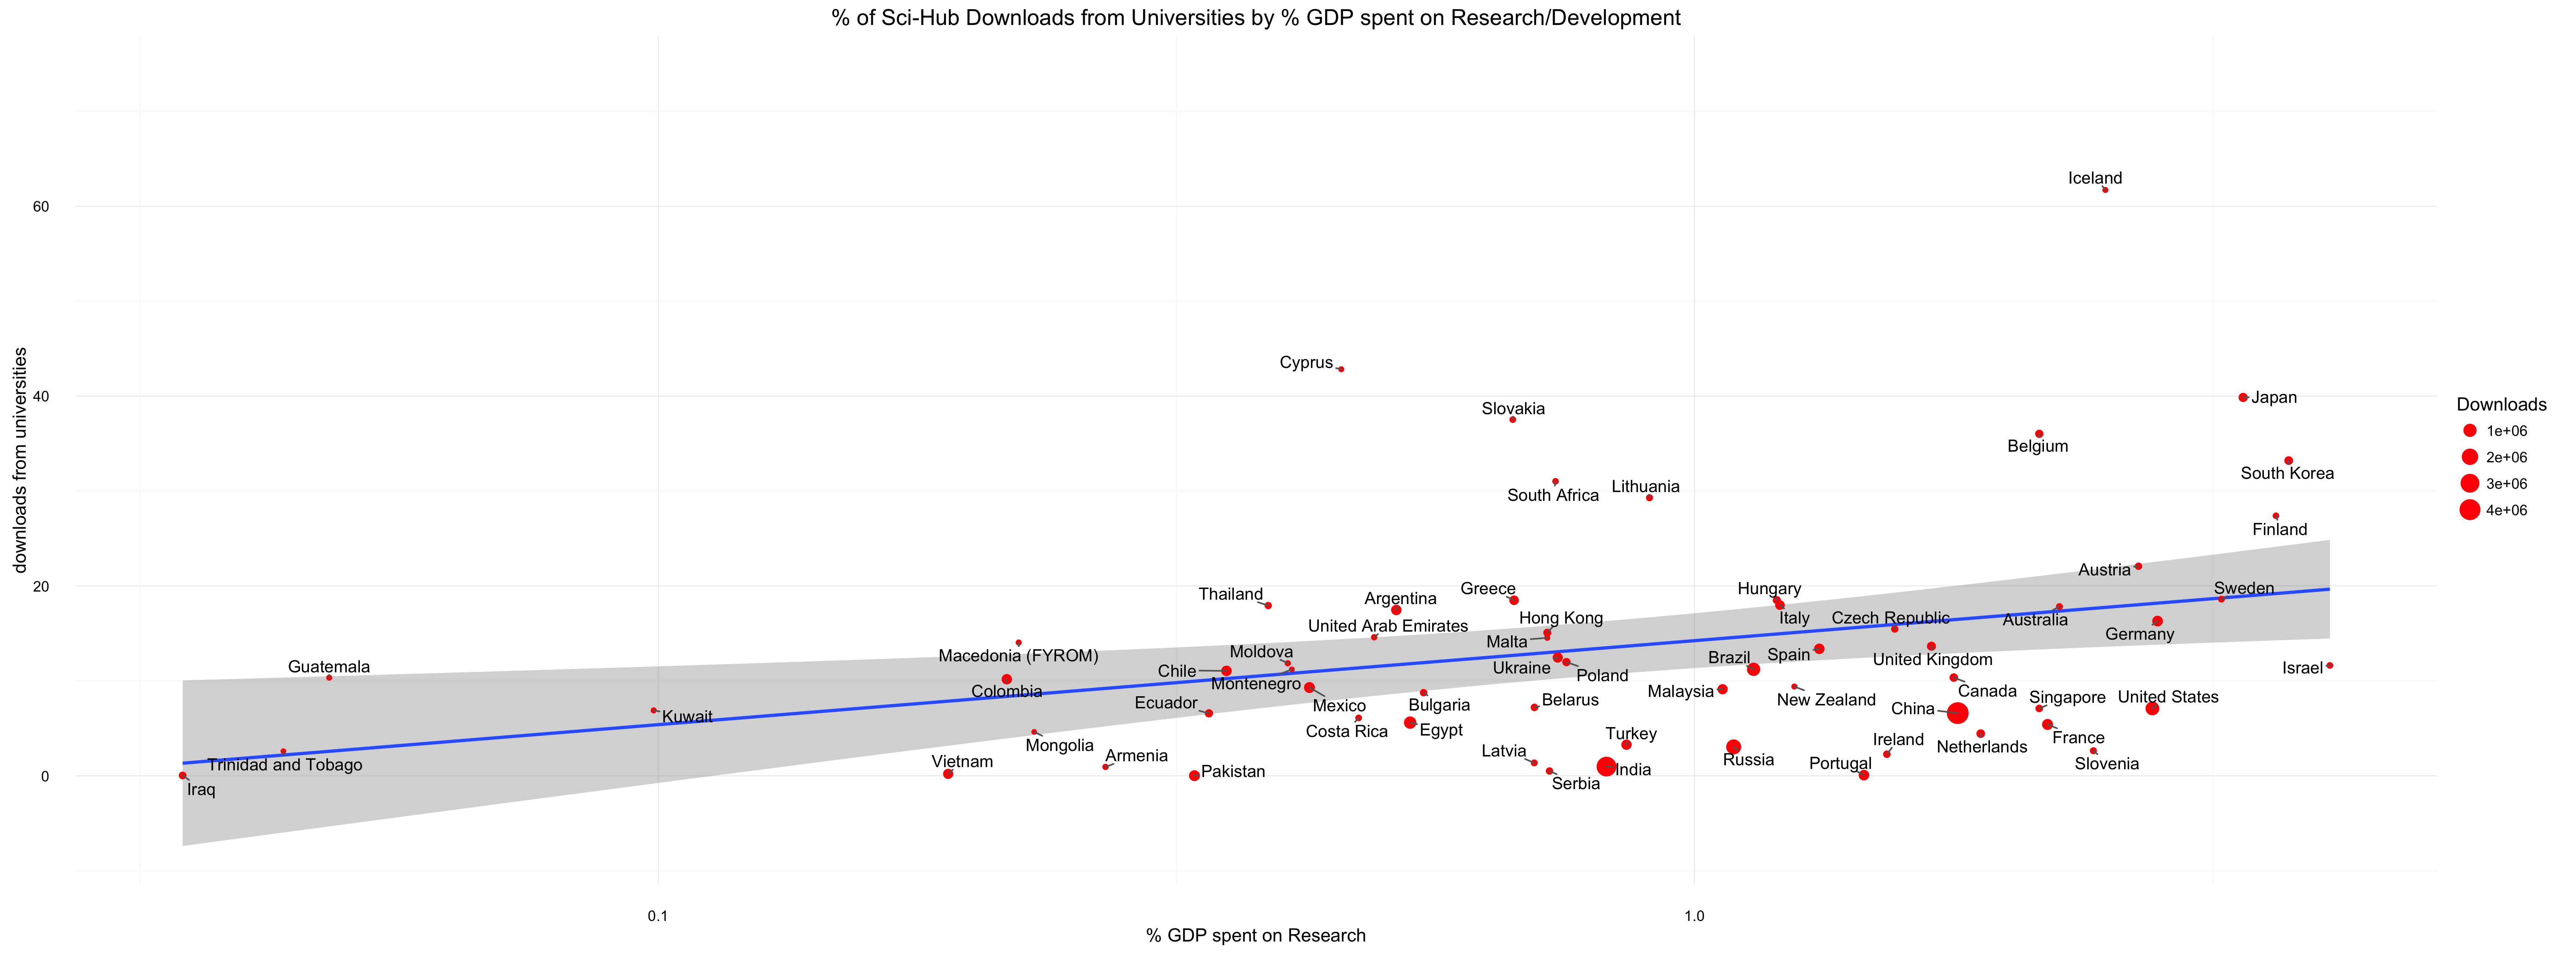 % of Sci-Hub Downloads from Universities by % GDP spent on Research/Development
downloads from universities
60
40
20
0
Iceland
Cyprus
Japan
Slovakia
Belgium
South Korea
Lithuania
South Africa
Finland
Austria
Thailand
Argentina
Greece
Hungary
Sweden
United Arab Emirates
Hong Kong
Italy
Czech Republic
Australia
Malta
Germany
Macedonia (FYROM)
Moldova
Guatemala
Chile
Ukraine
Poland
Brazil
Spain
United Kingdom
Israel
Colombia
Montenegro
Malaysia
Canada
Ecuador
Mexico
Bulgaria
Belarus
New Zealand
China
Singapore
United States
Kuwait
Costa Rica
Egypt
Turkey
Ireland
Netherlands
France
Mongolia
Trinidad and Tobago
Vietnam
Armenia
Latvia
Russia
Portugal
Slovenia
Iraq
Pakistan
Serbia
India
0.1
1.0
% GDP spent on Research
Downloads
1e+06
2e+06
3e+06
4e+06